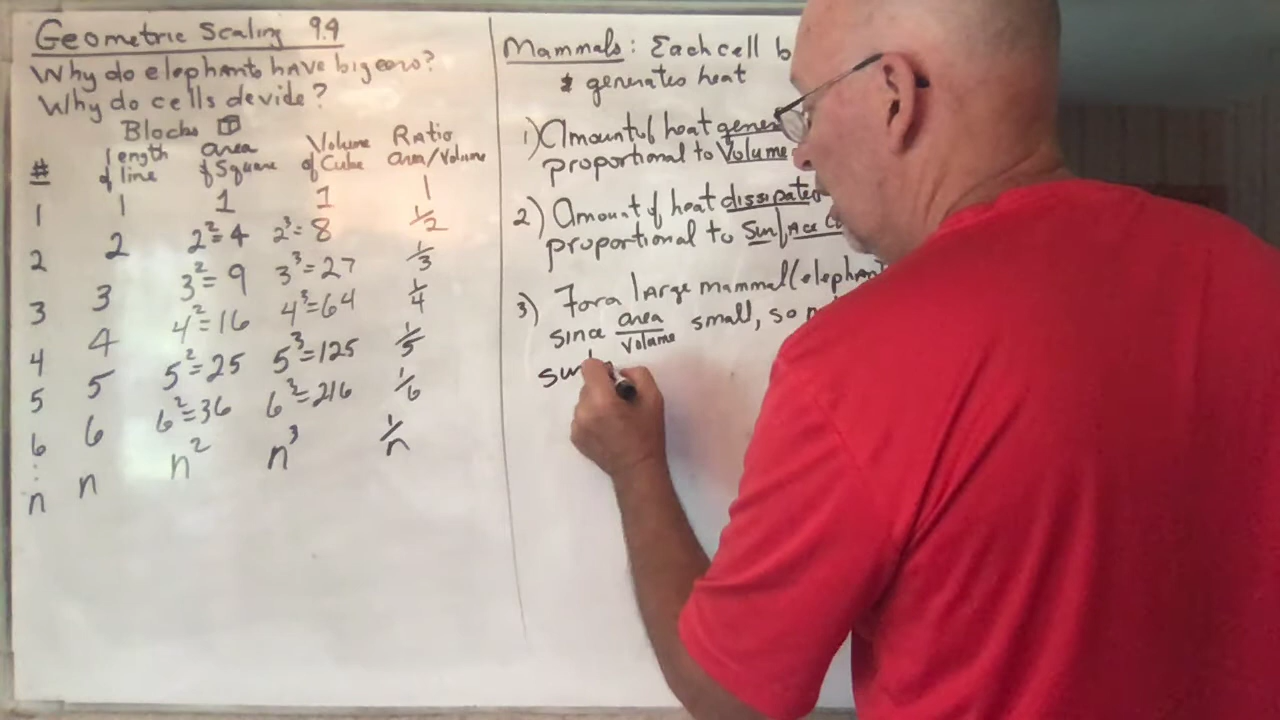 Geometric Scaling 9.4
Why do elephants have big ears?
Why do cells devide?
Blocks
# length of line area of Square Volume of Cube Ratio area/Volume
1 1 1 1 1
2 2 2²=4 2³=8 1/2
3 3 3²=9 3³=27 1/3
4 4 4²=16 4³=64 1/4
5 5 5²=25 5³=125 1/5
6 6 6²=36 6³=216 1/6
⋮
n n n² n³ 1/n
Mammals: Each cell b
generates heat
1) Amount of heat gene
proportional to Volume
2) Amount of heat dissipated
proportional to Surface
3) For a large mammal (elephant
since area/volume small, so